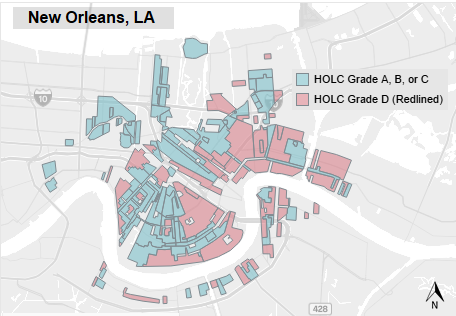 New Orleans, LA
HOLC Grade A, B, or C
10
HOLC Grade D (Redlined)
428
N